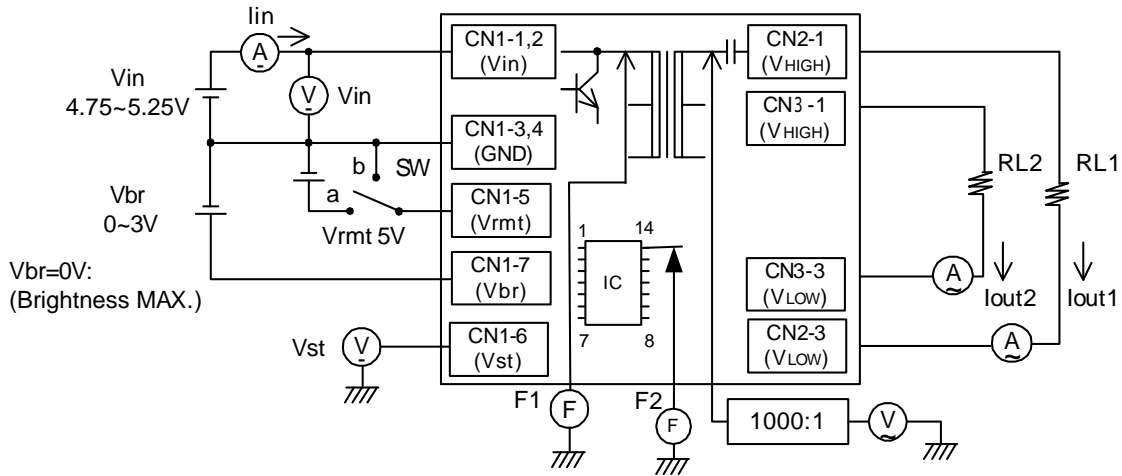 Iin
A
Vin
4.75~5.25V
V
Vin
CN1-1,2
(Vin)
CN1-3,4
(GND)
b
SW
a
Vrmt 5V
CN1-5
(Vrmt)
Vbr
0~3V
Vbr=0V:
(Brightness MAX.)
CN1-7
(Vbr)
Vst
V
CN1-6
(Vst)
1
14
IC
7
8
F1
F
F2
F
CN2-1
(VHIGH)
CN3-1
(VHIGH)
RL2
RL1
CN3-3
(VLOW)
A
Iout2
Iout1
CN2-3
(VLOW)
A
1000:1
V